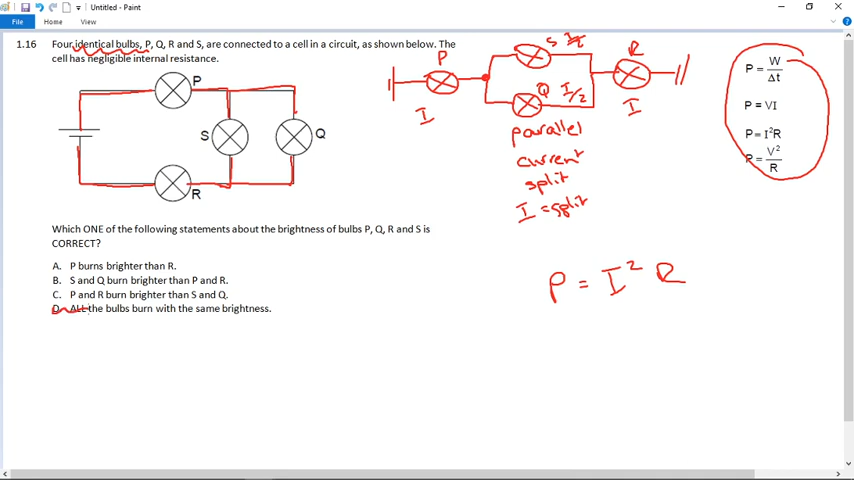 Untitled - Paint
File Home View
1.16 Four identical bulbs, P, Q, R and S, are connected to a cell in a circuit, as shown below. The
cell has negligible internal resistance.
P
S
Q
R
Which ONE of the following statements about the brightness of bulbs P, Q, R and S is
CORRECT?
A. P burns brighter than R.
B. S and Q burn brighter than P and R.
C. P and R burn brighter than S and Q.
D. ALL the bulbs burn with the same brightness.
P
S I/2
R
Q I/2
I
I
parallel
current
split
I = split
P = I² R
P = W/Δt
P = VI
P = I²R
P = V²/R